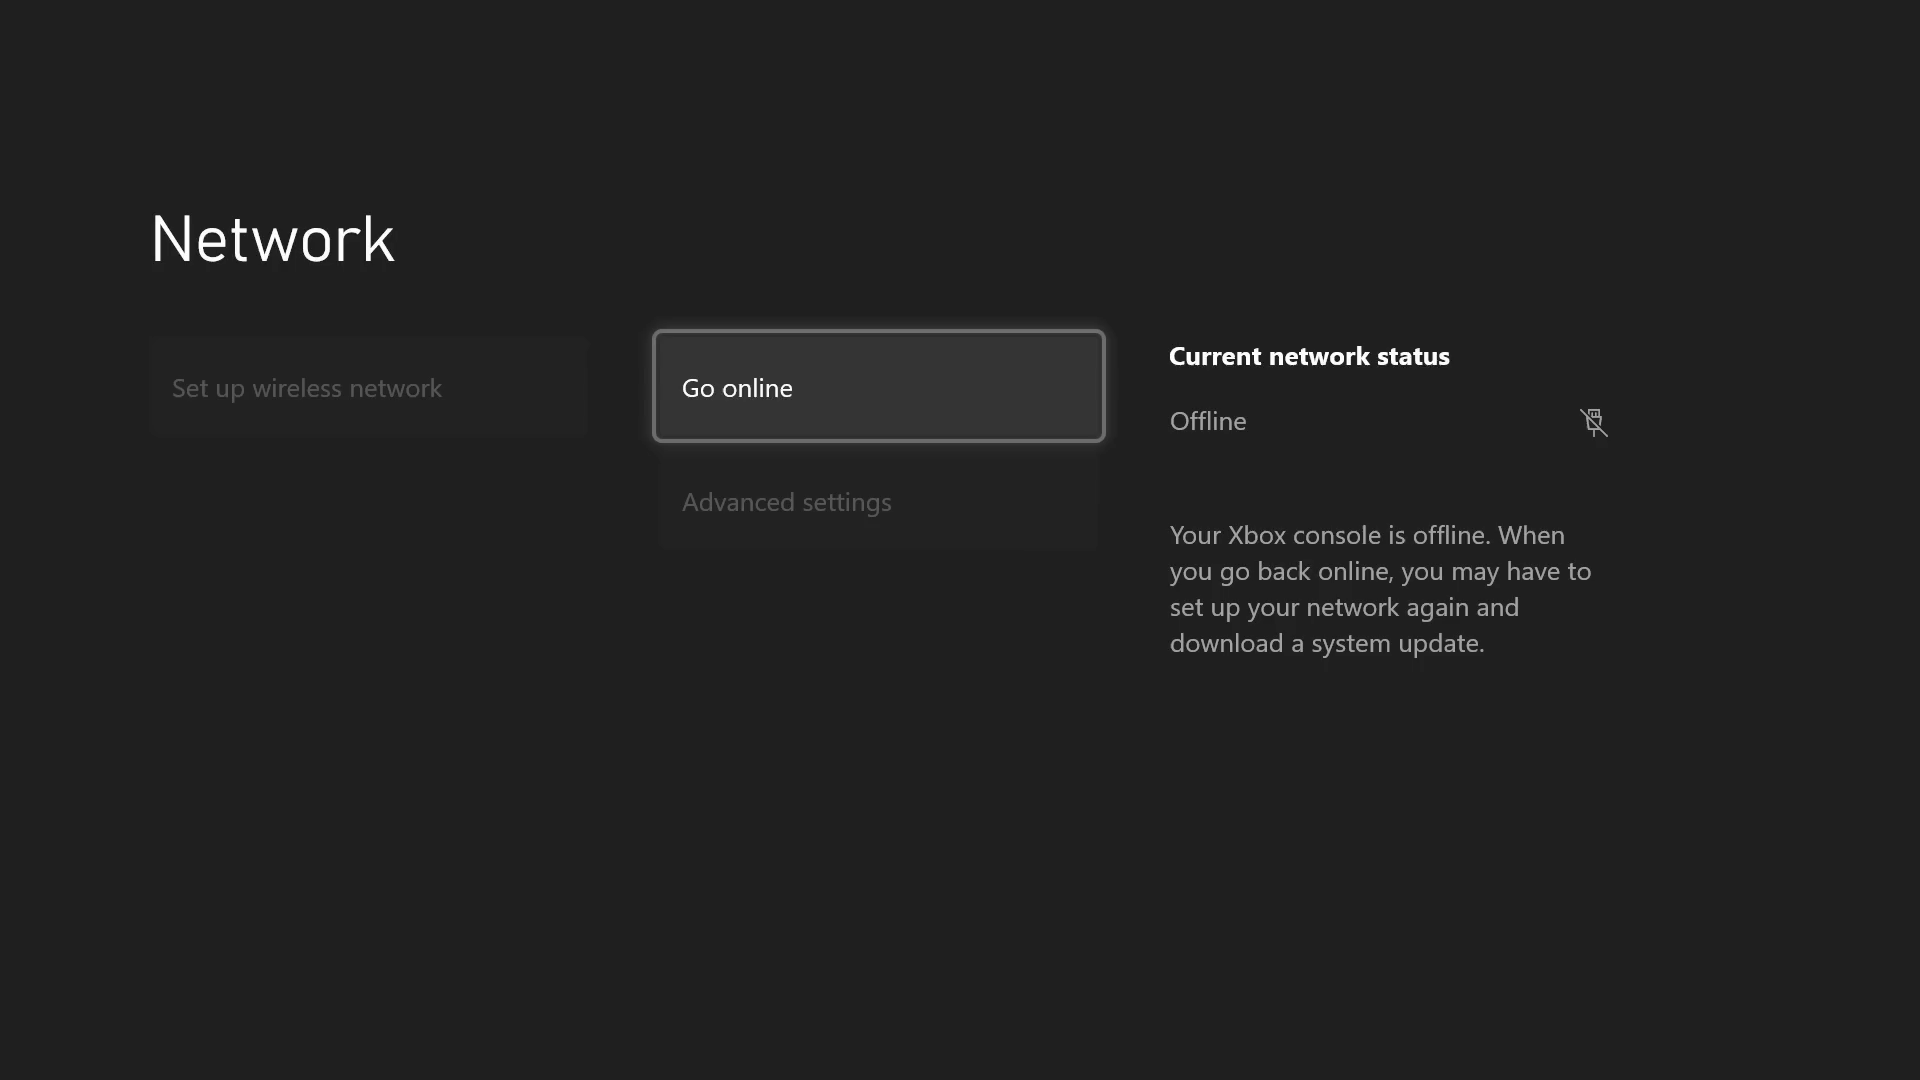 Network
Set up wireless network
Go online
Advanced settings
Current network status
Offline
Your Xbox console is offline. When
you go back online, you may have to
set up your network again and
download a system update.